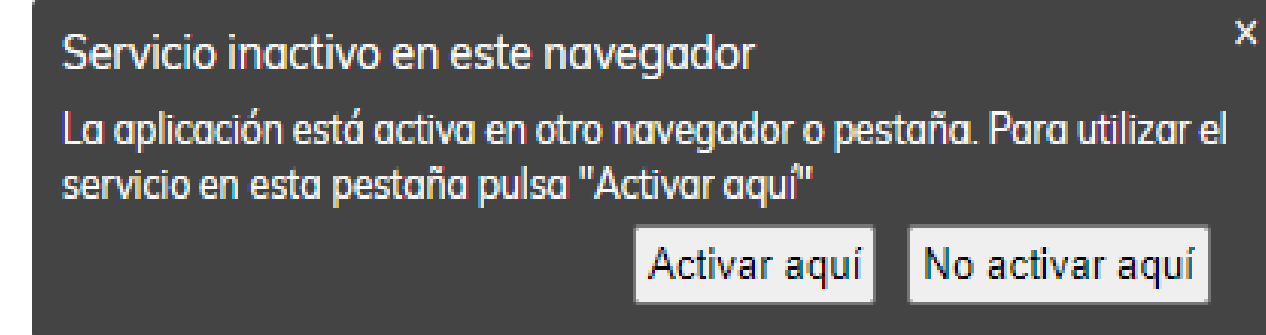 Servicio inactivo en este navegador
x
La aplicación está activa en otro navegador o pestaña. Para utilizar el
servicio en esta pestaña pulsa "Activar aquí"
Activar aquí
No activar aquí